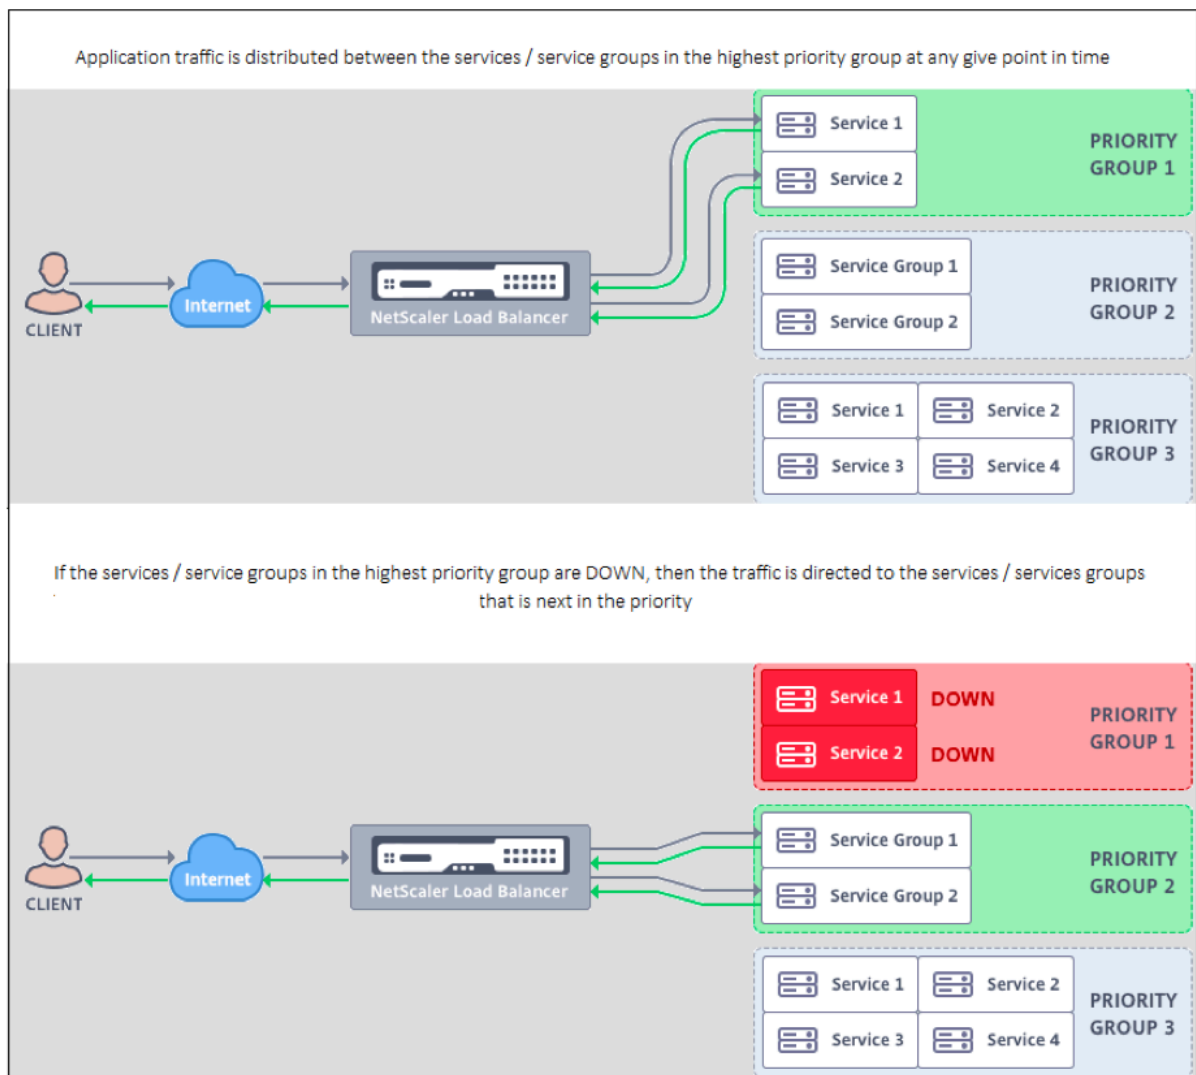 Application traffic is distributed between the services / service groups in the highest priority group at any give point in time
Service 1
Service 2
PRIORITY
GROUP 1
Service Group 1
Service Group 2
PRIORITY
GROUP 2
CLIENT
Internet
NetScaler Load Balancer
Service 1
Service 2
Service 3
Service 4
PRIORITY
GROUP 3
If the services / service groups in the highest priority group are DOWN, then the traffic is directed to the services / services groups
that is next in the priority
Service 1
DOWN
Service 2
DOWN
PRIORITY
GROUP 1
Service Group 1
Service Group 2
PRIORITY
GROUP 2
CLIENT
Internet
NetScaler Load Balancer
Service 1
Service 2
Service 3
Service 4
PRIORITY
GROUP 3